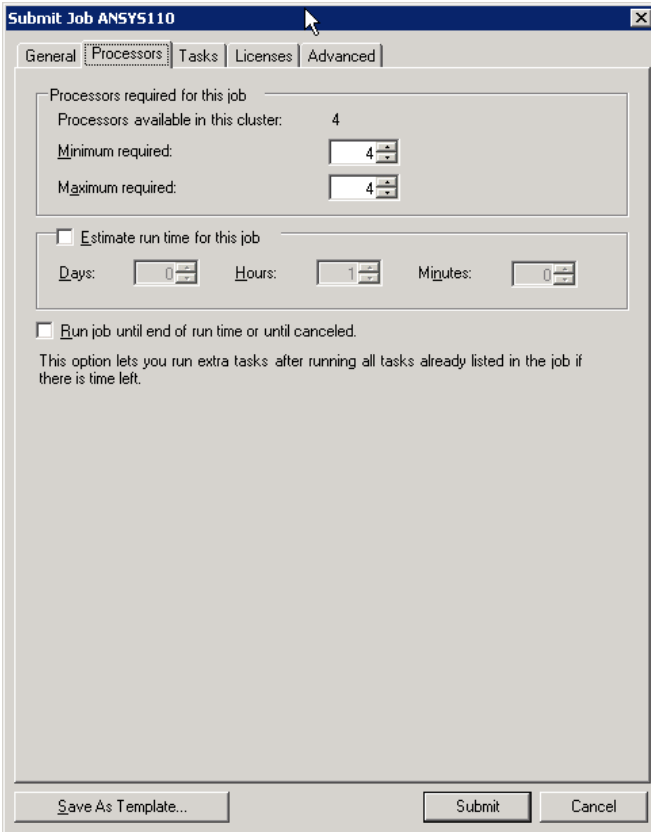 Submit Job ANSYS110
General Processors Tasks Licenses Advanced
Processors required for this job
Processors available in this cluster: 4
Minimum required: 4
Maximum required: 4
Estimate run time for this job
Days: 0 Hours: 1 Minutes: 0
Run job until end of run time or until canceled.
This option lets you run extra tasks after running all tasks already listed in the job if
there is time left.
Save As Template... Submit Cancel